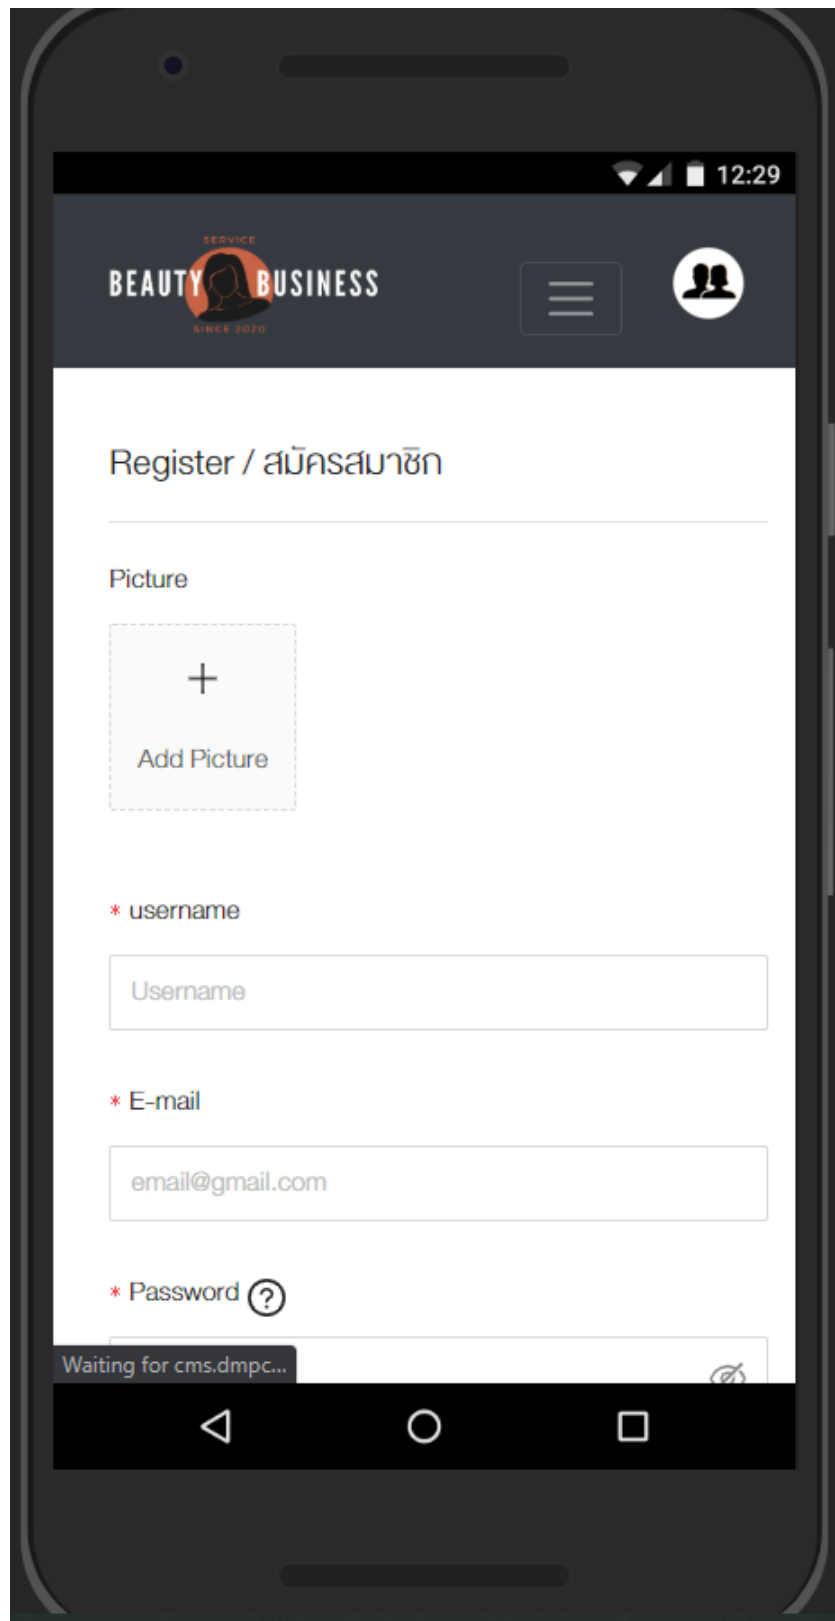 12:29
SERVICE
BEAUTY BUSINESS
SINCE 2020
Register / สมัครสมาชิก
Picture
+
Add Picture
* username
Username
* E-mail
email@gmail.com
* Password ?
Waiting for cms.dmpc...